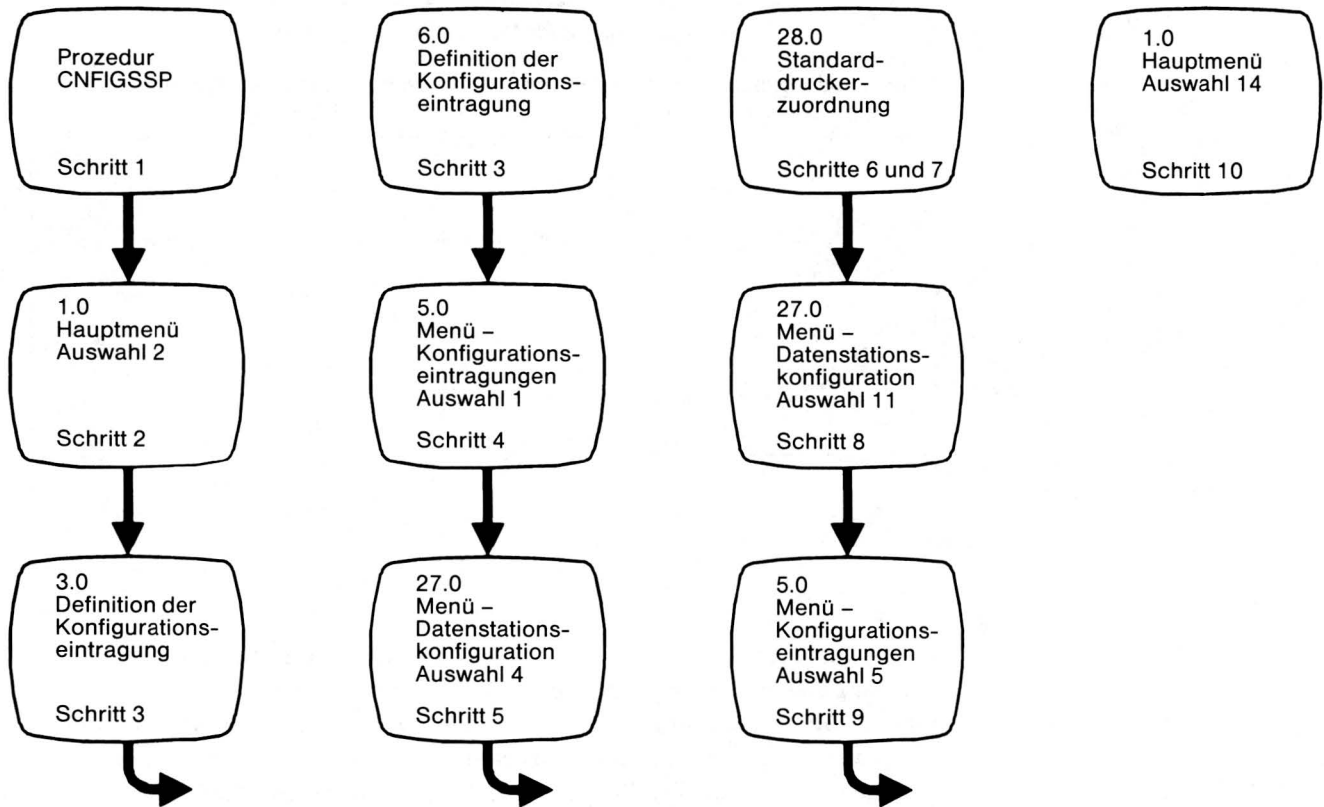 Prozedur
CNFIGSSP
Schritt 1
1.0
Hauptmenü
Auswahl 2
Schritt 2
3.0
Definition der
Konfigurations-
eintragung
Schritt 3
6.0
Definition der
Konfigurations-
eintragung
Schritt 3
5.0
Menü –
Konfigurations-
eintragungen
Auswahl 1
Schritt 4
27.0
Menü –
Datenstations-
konfiguration
Auswahl 4
Schritt 5
28.0
Standard-
drucker-
zuordnung
Schritte 6 und 7
27.0
Menü –
Datenstations-
konfiguration
Auswahl 11
Schritt 8
5.0
Menü –
Konfigurations-
eintragungen
Auswahl 5
Schritt 9
1.0
Hauptmenü
Auswahl 14
Schritt 10